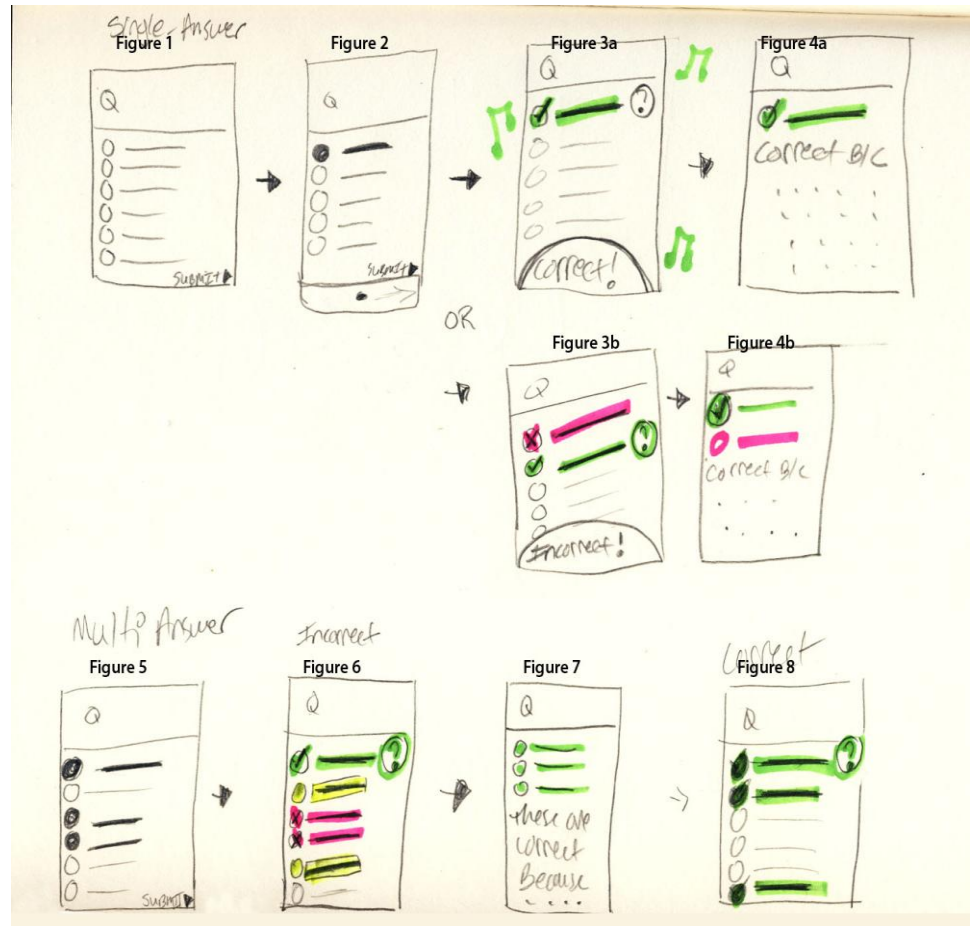 Single-Answer
Figure 1
Figure 2
Figure 3a
Figure 4a
Q
Q
Q
Q
Correct B/c
Submit
Submit
Correct!
OR
Figure 3b
Figure 4b
Q
Q
?
?
Correct B/c
Incorrect!
Multi Answer
Incorrect
Correct
Figure 5
Figure 6
Figure 7
Figure 8
Q
Q
Q
Q
?
?
these are
correct
Because
Submit